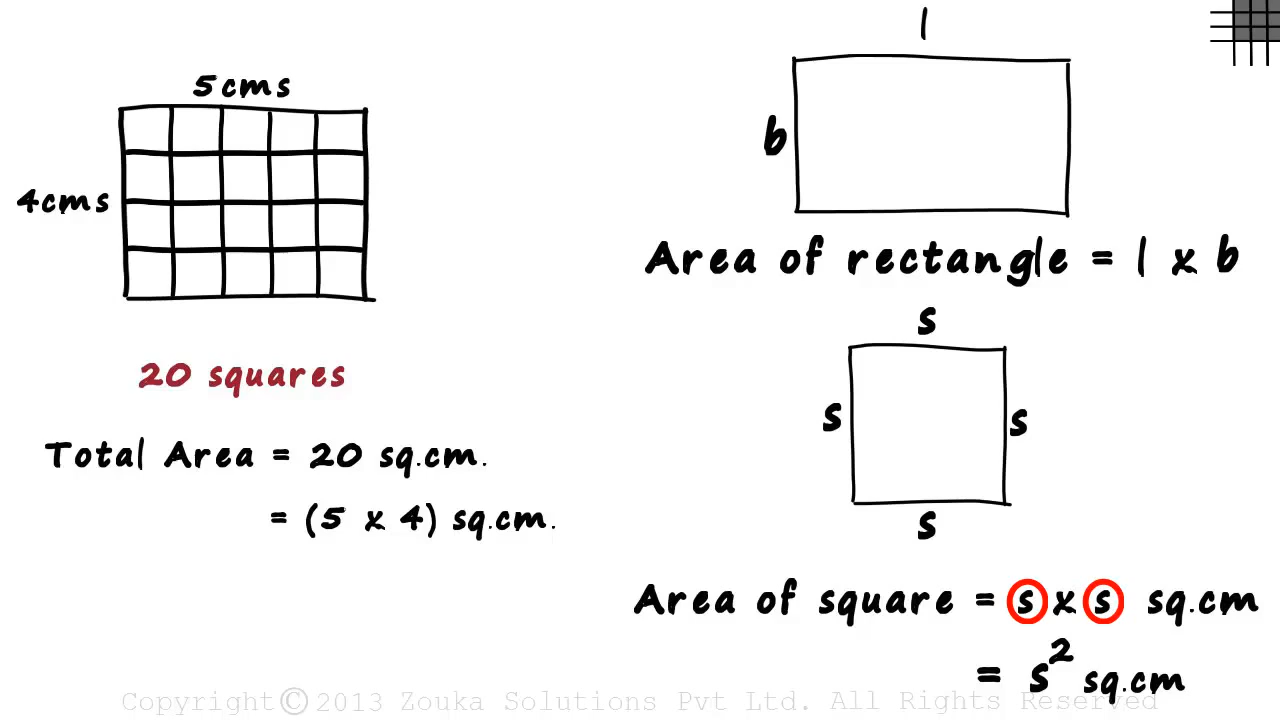 5cms
4cms
20 squares
Total Area = 20 sq.cm.
= (5 x 4) sq.cm.
l
b
Area of rectangle = l x b
s
s
s
s
Area of square = s x s sq.cm
= s² sq.cm
Copyright© 2013 Zouka Solutions Pvt Ltd. All Rights Reserved